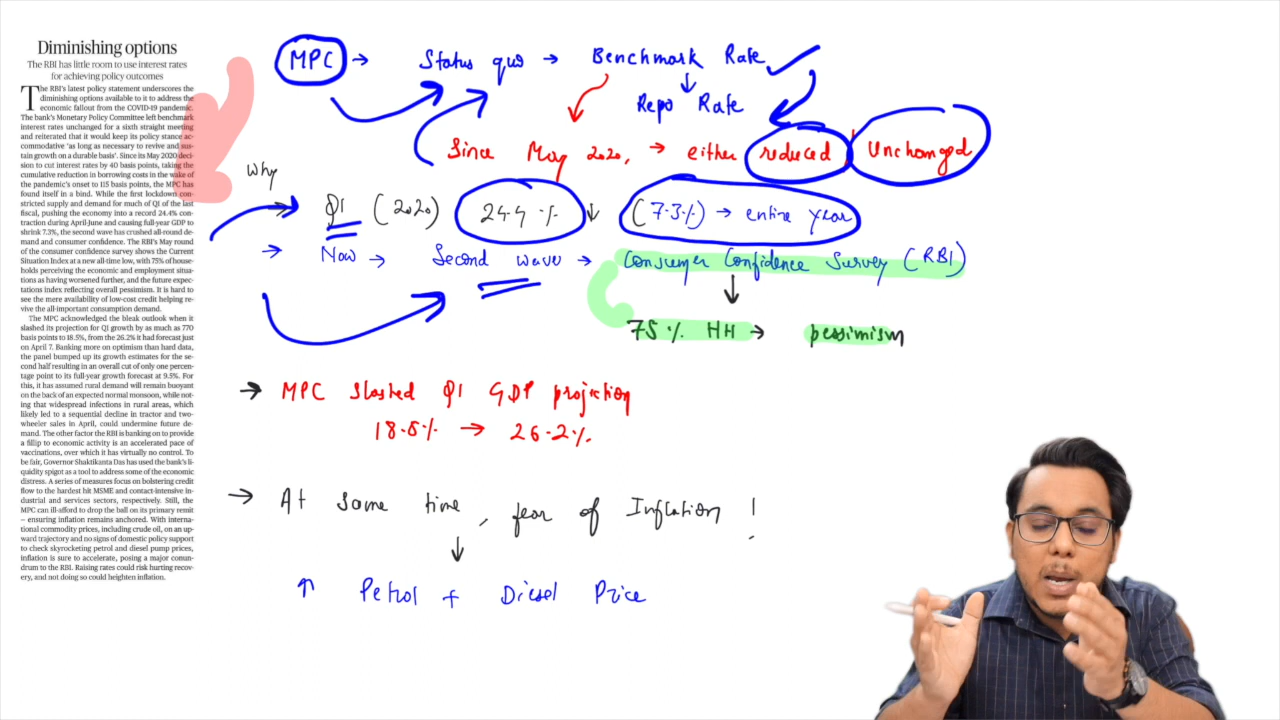 Diminishing options
The RBI has little room to use interest rates
for achieving policy outcomes
The RBI's latest policy statement underscores the
diminishing options available to it to address the
economic fallout from the COVID-19 pandemic.
The bank's Monetary Policy Committee left benchmark
interest rates unchanged for a sixth straight meeting
and reiterated that it would keep its policy stance ac-
commodative 'as long as necessary to revive and sus-
tain growth on a durable basis'. Since its May 2020 deci-
sion to cut interest rates by 40 basis points, taking the
cumulative reduction in borrowing costs in the wake of
the pandemic's onset to 115 basis points, the MPC has
found itself in a bind. While the first lockdown con-
stricted supply and demand for much of Q1 of the last
fiscal, pushing the economy into a record 24.4% con-
traction during April-June and causing full-year GDP to
shrink 7.3%, the second wave has crushed all-round de-
mand and consumer confidence. The RBI's May round
of the consumer confidence survey shows the Current
Situation Index at a new all-time low, with 75% of house-
holds perceiving the economic and employment situa-
tions as having worsened further, and the future expec-
tations index reflecting overall pessimism. It is hard to
see the mere availability of low-cost credit helping re-
vive the all-important consumption demand.
The MPC acknowledged the bleak outlook when it
slashed its projection for Q1 growth by as much as 770
basis points to 18.5%, from the 26.2% it had forecast just
on April 7. Banking more on optimism than hard data,
the panel bumped up its growth estimates for the se-
cond half resulting in an overall cut of only one percen-
tage point to its full-year growth forecast at 9.5%. For
this, it has assumed rural demand will remain buoyant
on the back of an expected normal monsoon, while not-
ing that widespread infections in rural areas, which
likely led to a sequential decline in tractor and two-
wheeler sales in April, could undermine future de-
mand. The other factor the RBI is banking on to provide
a fillip to economic activity is an accelerated pace of
vaccinations, over which it has virtually no control. To
be fair, Governor Shaktikanta Das has used the bank's li-
quidity spigot as a tool to address some of the economic
distress. A series of measures focus on bolstering credit
flow to the hardest hit MSME and contact-intensive in-
dustrial and services sectors, respectively. Still, the
MPC can ill-afford to drop the ball on its primary remit
– ensuring inflation remains anchored. With interna-
tional commodity prices, including crude oil, on an up-
ward trajectory and no signs of domestic policy support
to check skyrocketing petrol and diesel pump prices,
inflation is sure to accelerate, posing a major conun-
drum to the RBI. Raising rates could risk hurting recov-
ery, and not doing so could heighten inflation.
MPC → Status quo → Benchmark Rate
Repo Rate
Since May 2020, → either reduced / Unchanged
Why
Q1 (2020) 24.4 % ↓ (7.3%) → entire year
→ Now → Second wave → Consumer Confidence Survey (RBI)
75 % HH → pessimism
→ MPC slashed Q1 GDP projection
18.5% → 26.2%
→ At same time, fear of Inflation !
↑ Petrol + Diesel Price